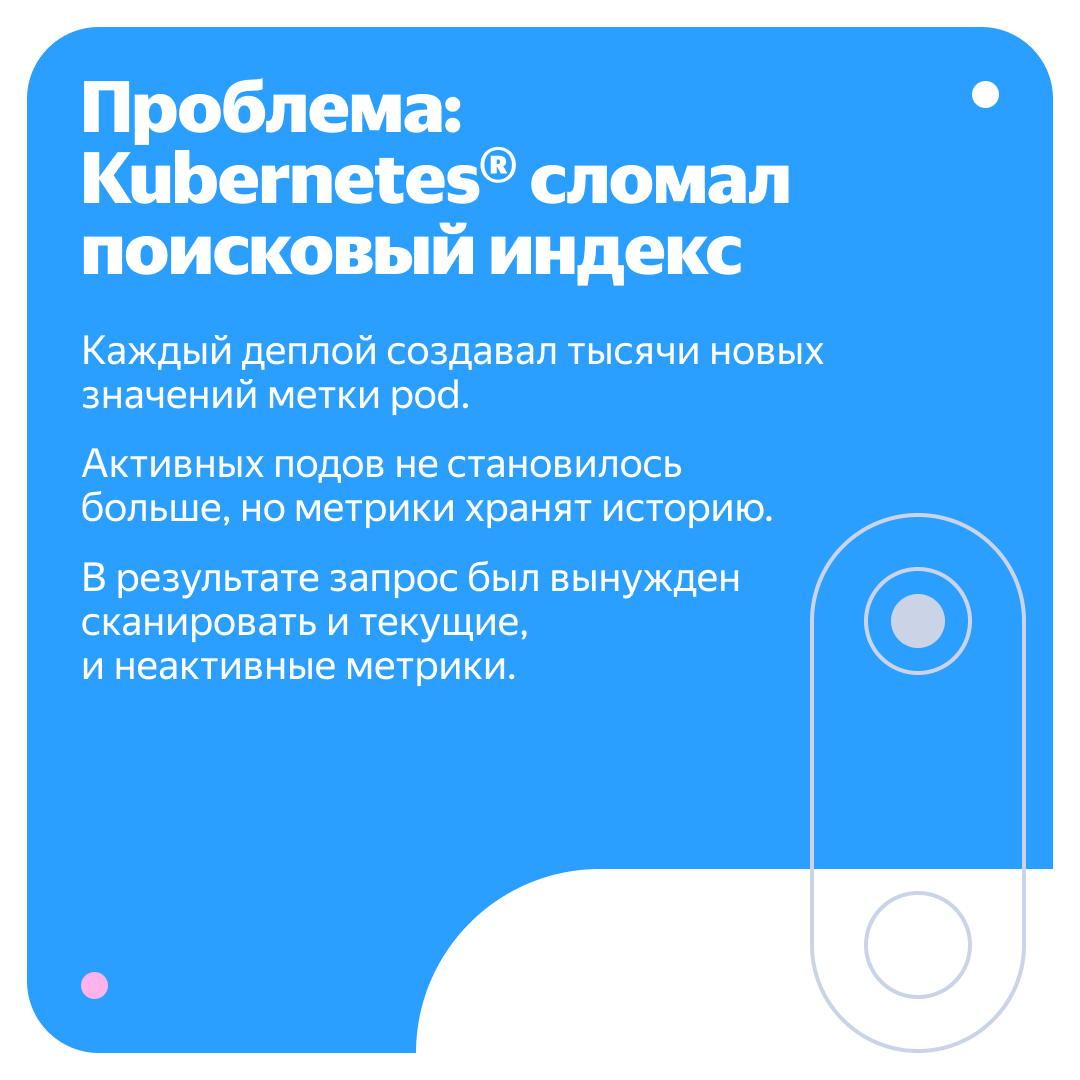 Проблема:
Kubernetes® сломал
поисковый индекс
Каждый деплой создавал тысячи новых
значений метки pod.
Активных подов не становилось
больше, но метрики хранят историю.
В результате запрос был вынужден
сканировать и текущие,
и неактивные метрики.